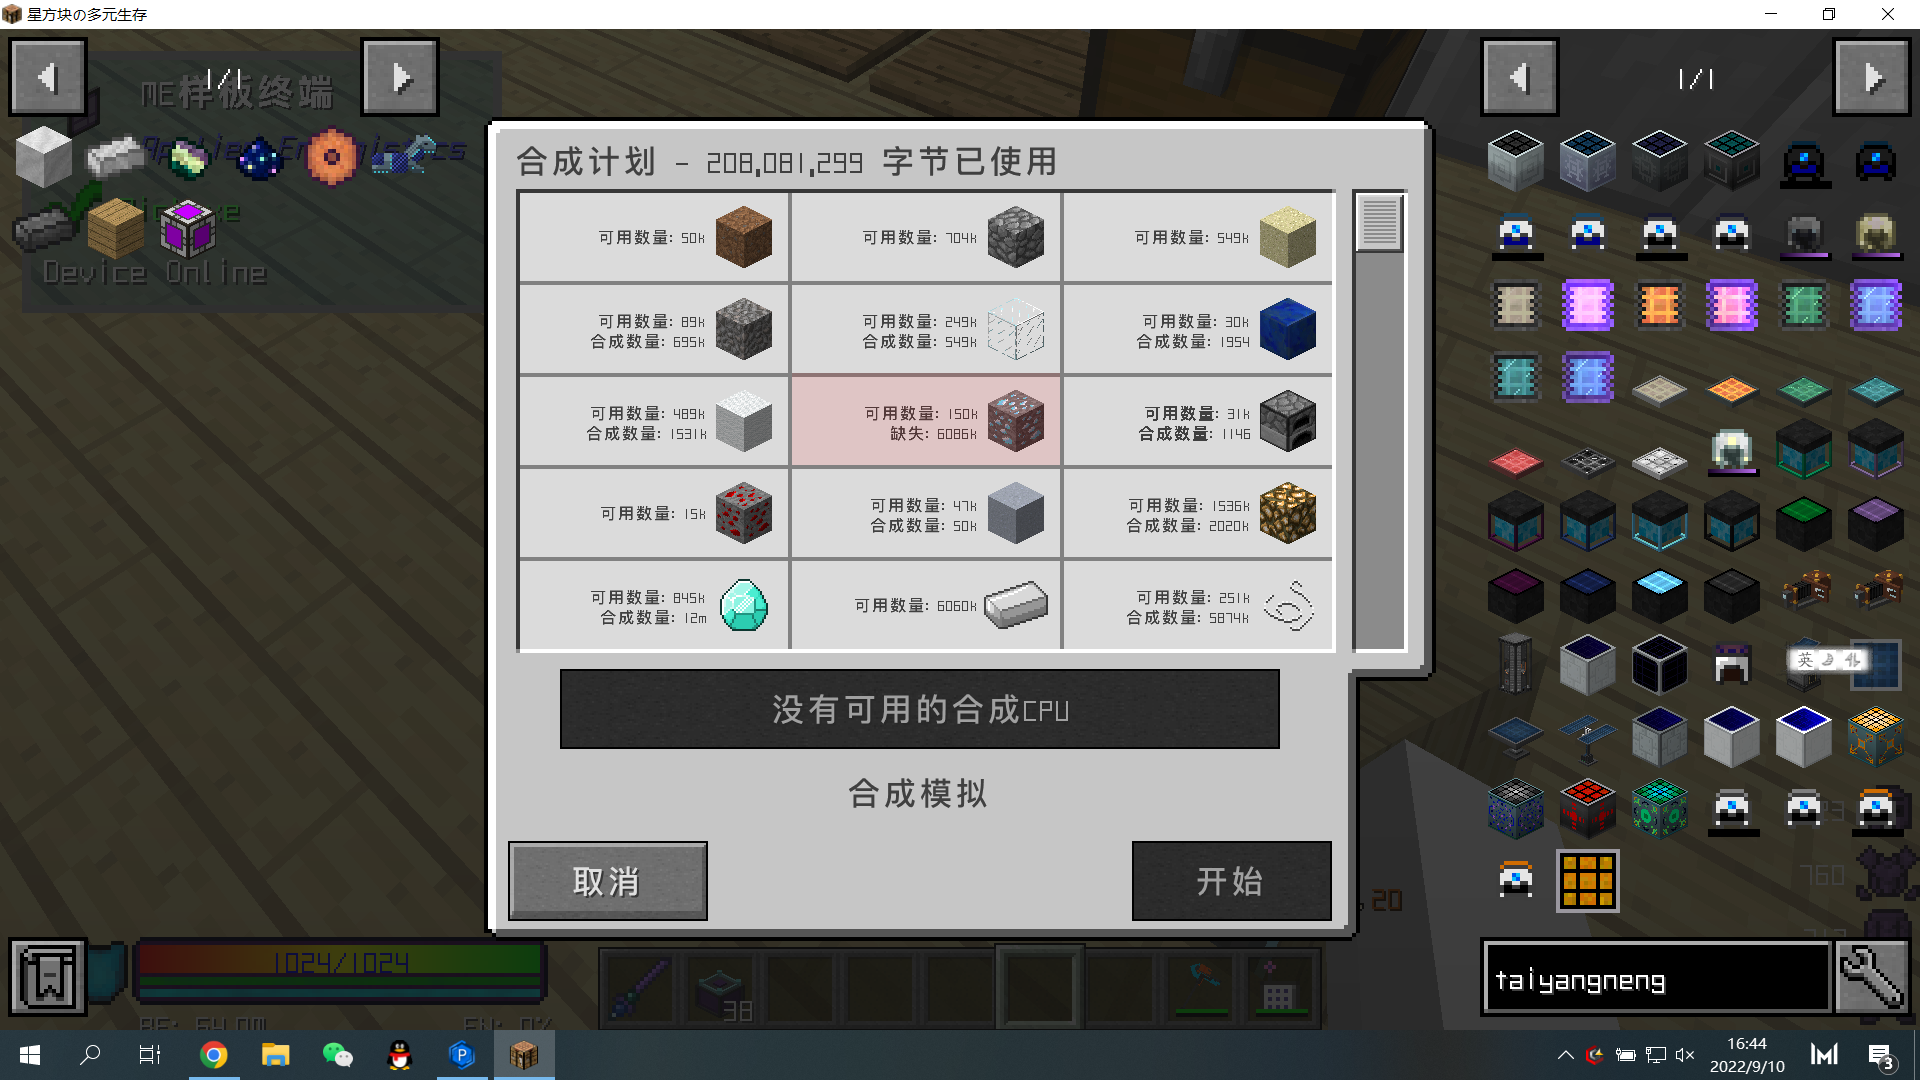 星方块の多元生存
1/1
ME样板终端
Applied Energistics
Device Online
1/1
合成计划 - 208,081,299 字节已使用
可用数量: 50k
可用数量: 704k
可用数量: 549k
可用数量: 89k
合成数量: 695k
可用数量: 249k
合成数量: 549k
可用数量: 30k
合成数量: 1954
可用数量: 489k
合成数量: 1531k
可用数量: 150k
缺失: 6086k
可用数量: 31k
合成数量: 1146
可用数量: 15k
可用数量: 47k
合成数量: 50k
可用数量: 1536k
合成数量: 2020k
可用数量: 845k
合成数量: 12m
可用数量: 6060k
可用数量: 251k
合成数量: 5874k
没有可用的合成CPU
合成模拟
取消
开始
英
760
20
1024/1024
38
taiyangneng
16:44
2022/9/10
3